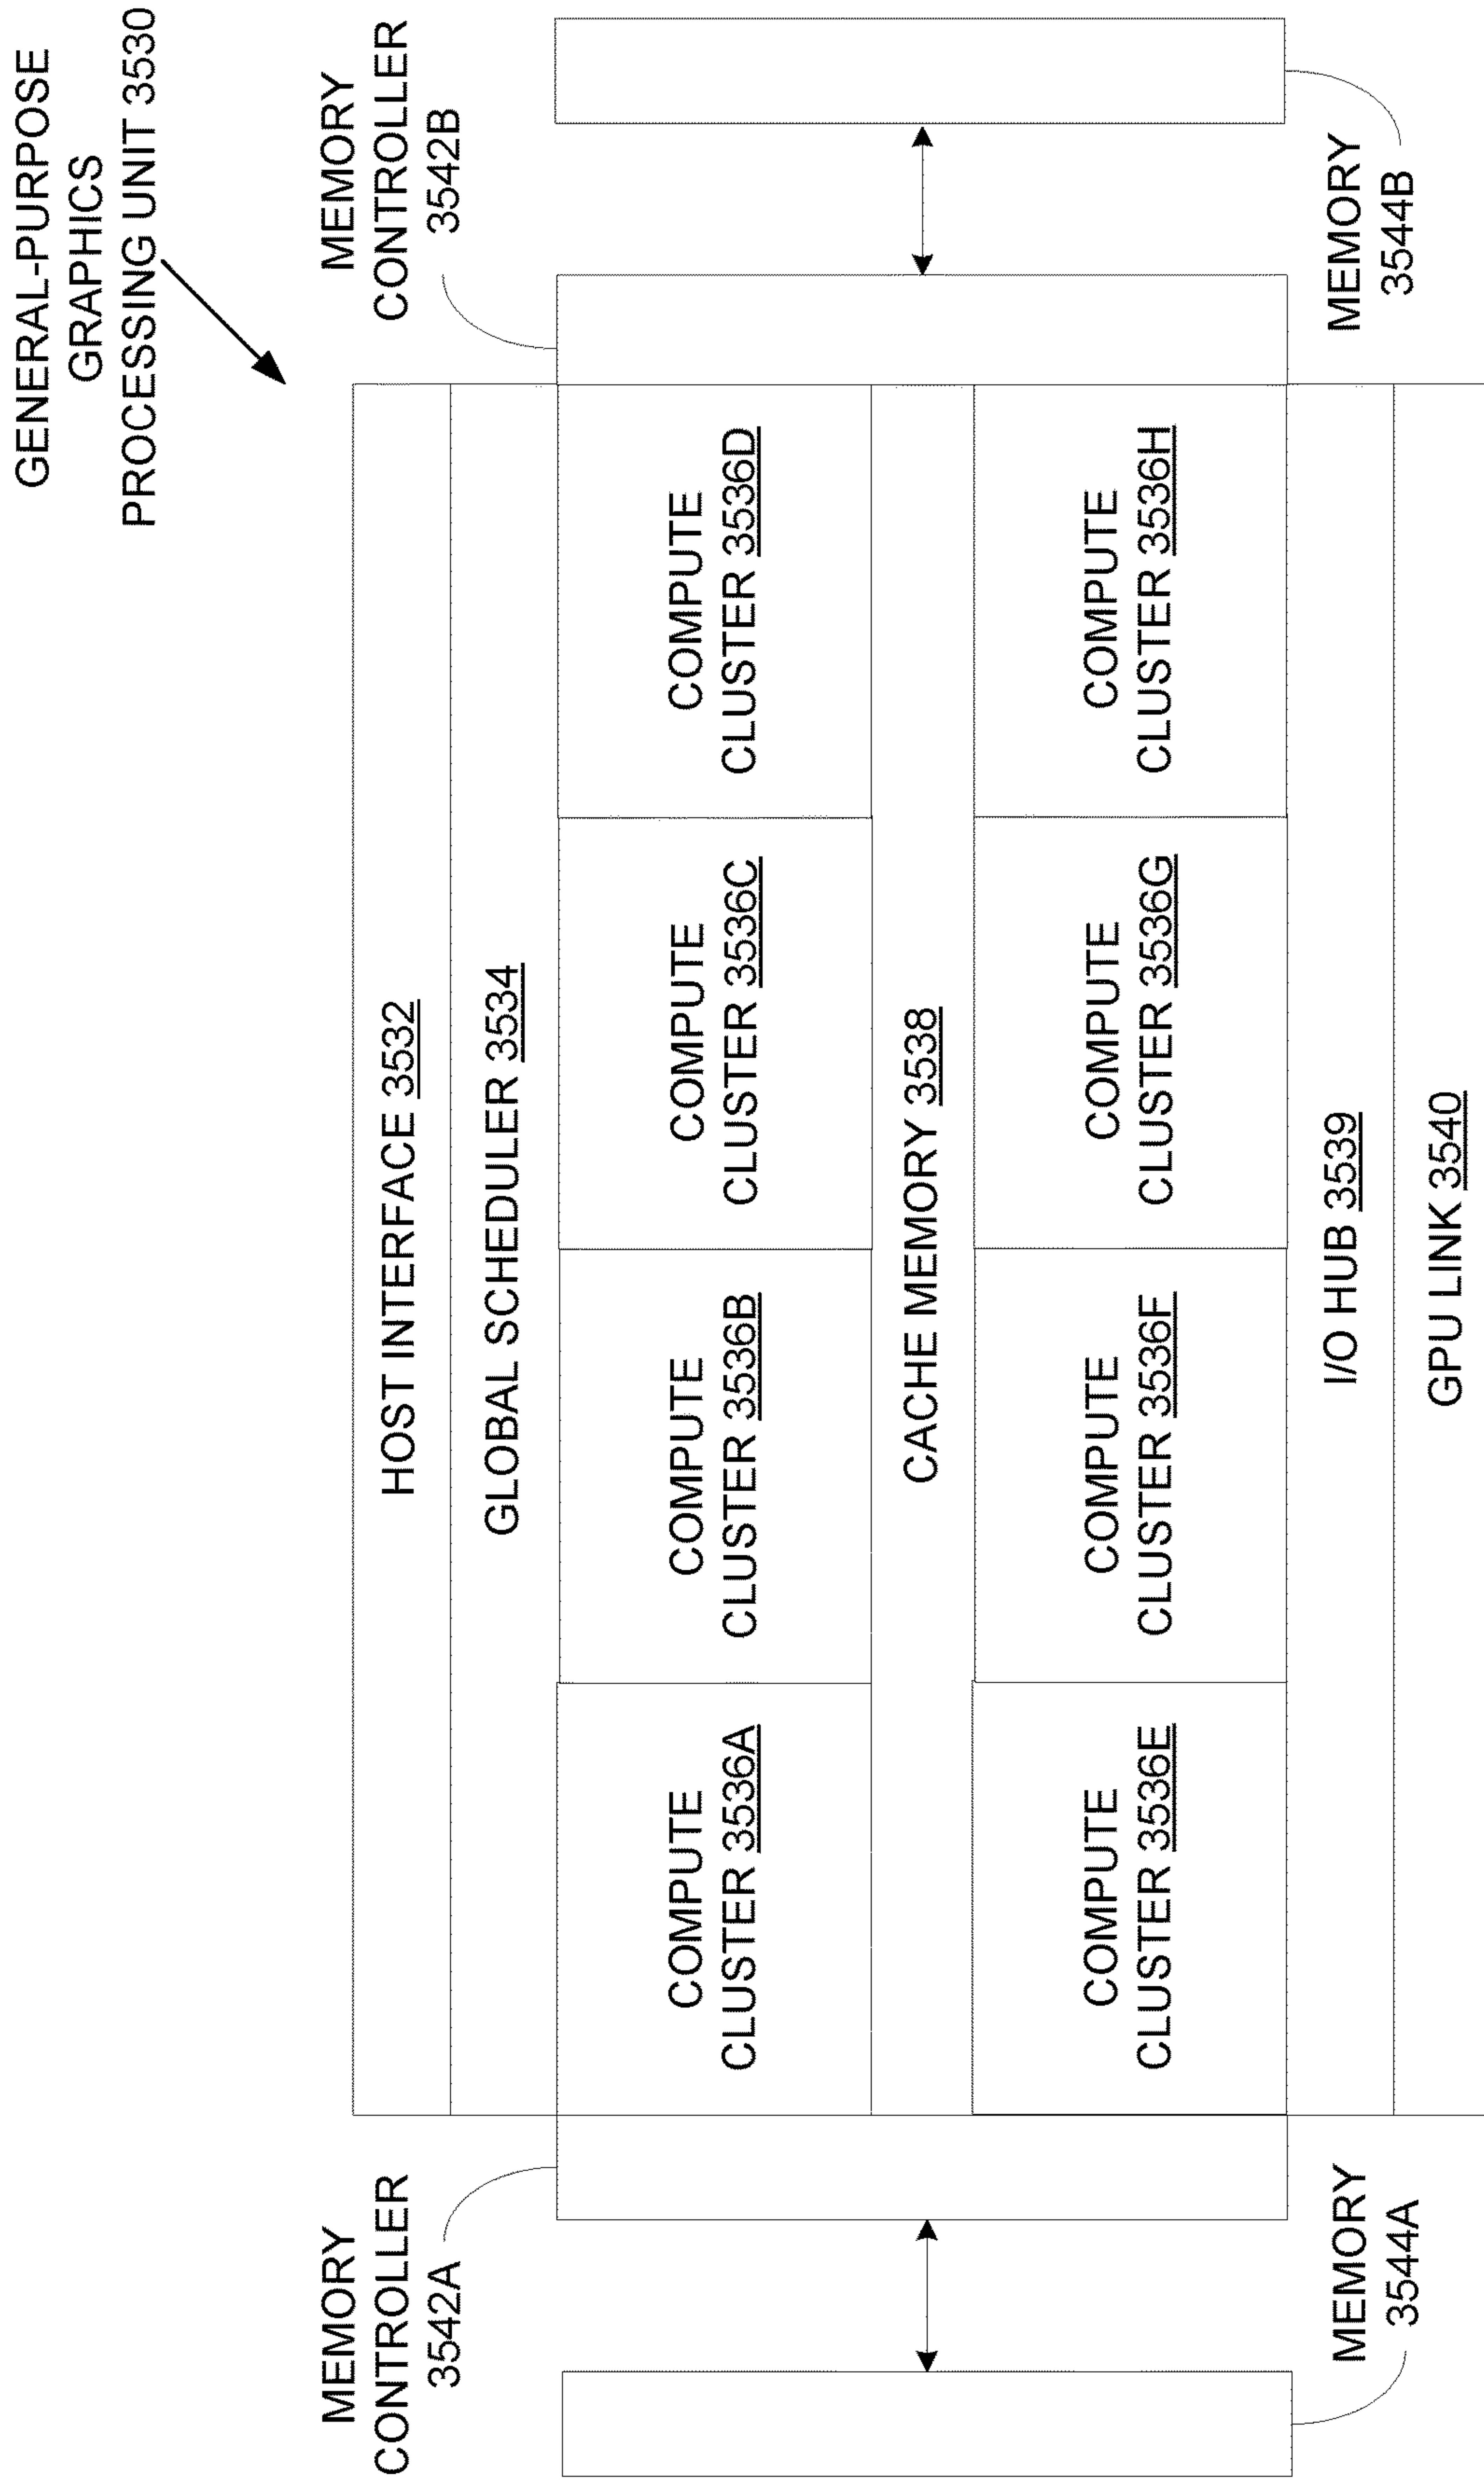 GENERAL-PURPOSE
GRAPHICS
PROCESSING UNIT 3530
MEMORY
CONTROLLER
3542A
MEMORY
CONTROLLER
3542B
HOST INTERFACE 3532
GLOBAL SCHEDULER 3534
COMPUTE
CLUSTER 3536A
COMPUTE
CLUSTER 3536B
COMPUTE
CLUSTER 3536C
COMPUTE
CLUSTER 3536D
CACHE MEMORY 3538
COMPUTE
CLUSTER 3536E
COMPUTE
CLUSTER 3536F
COMPUTE
CLUSTER 3536G
COMPUTE
CLUSTER 3536H
I/O HUB 3539
GPU LINK 3540
MEMORY
3544A
MEMORY
3544B